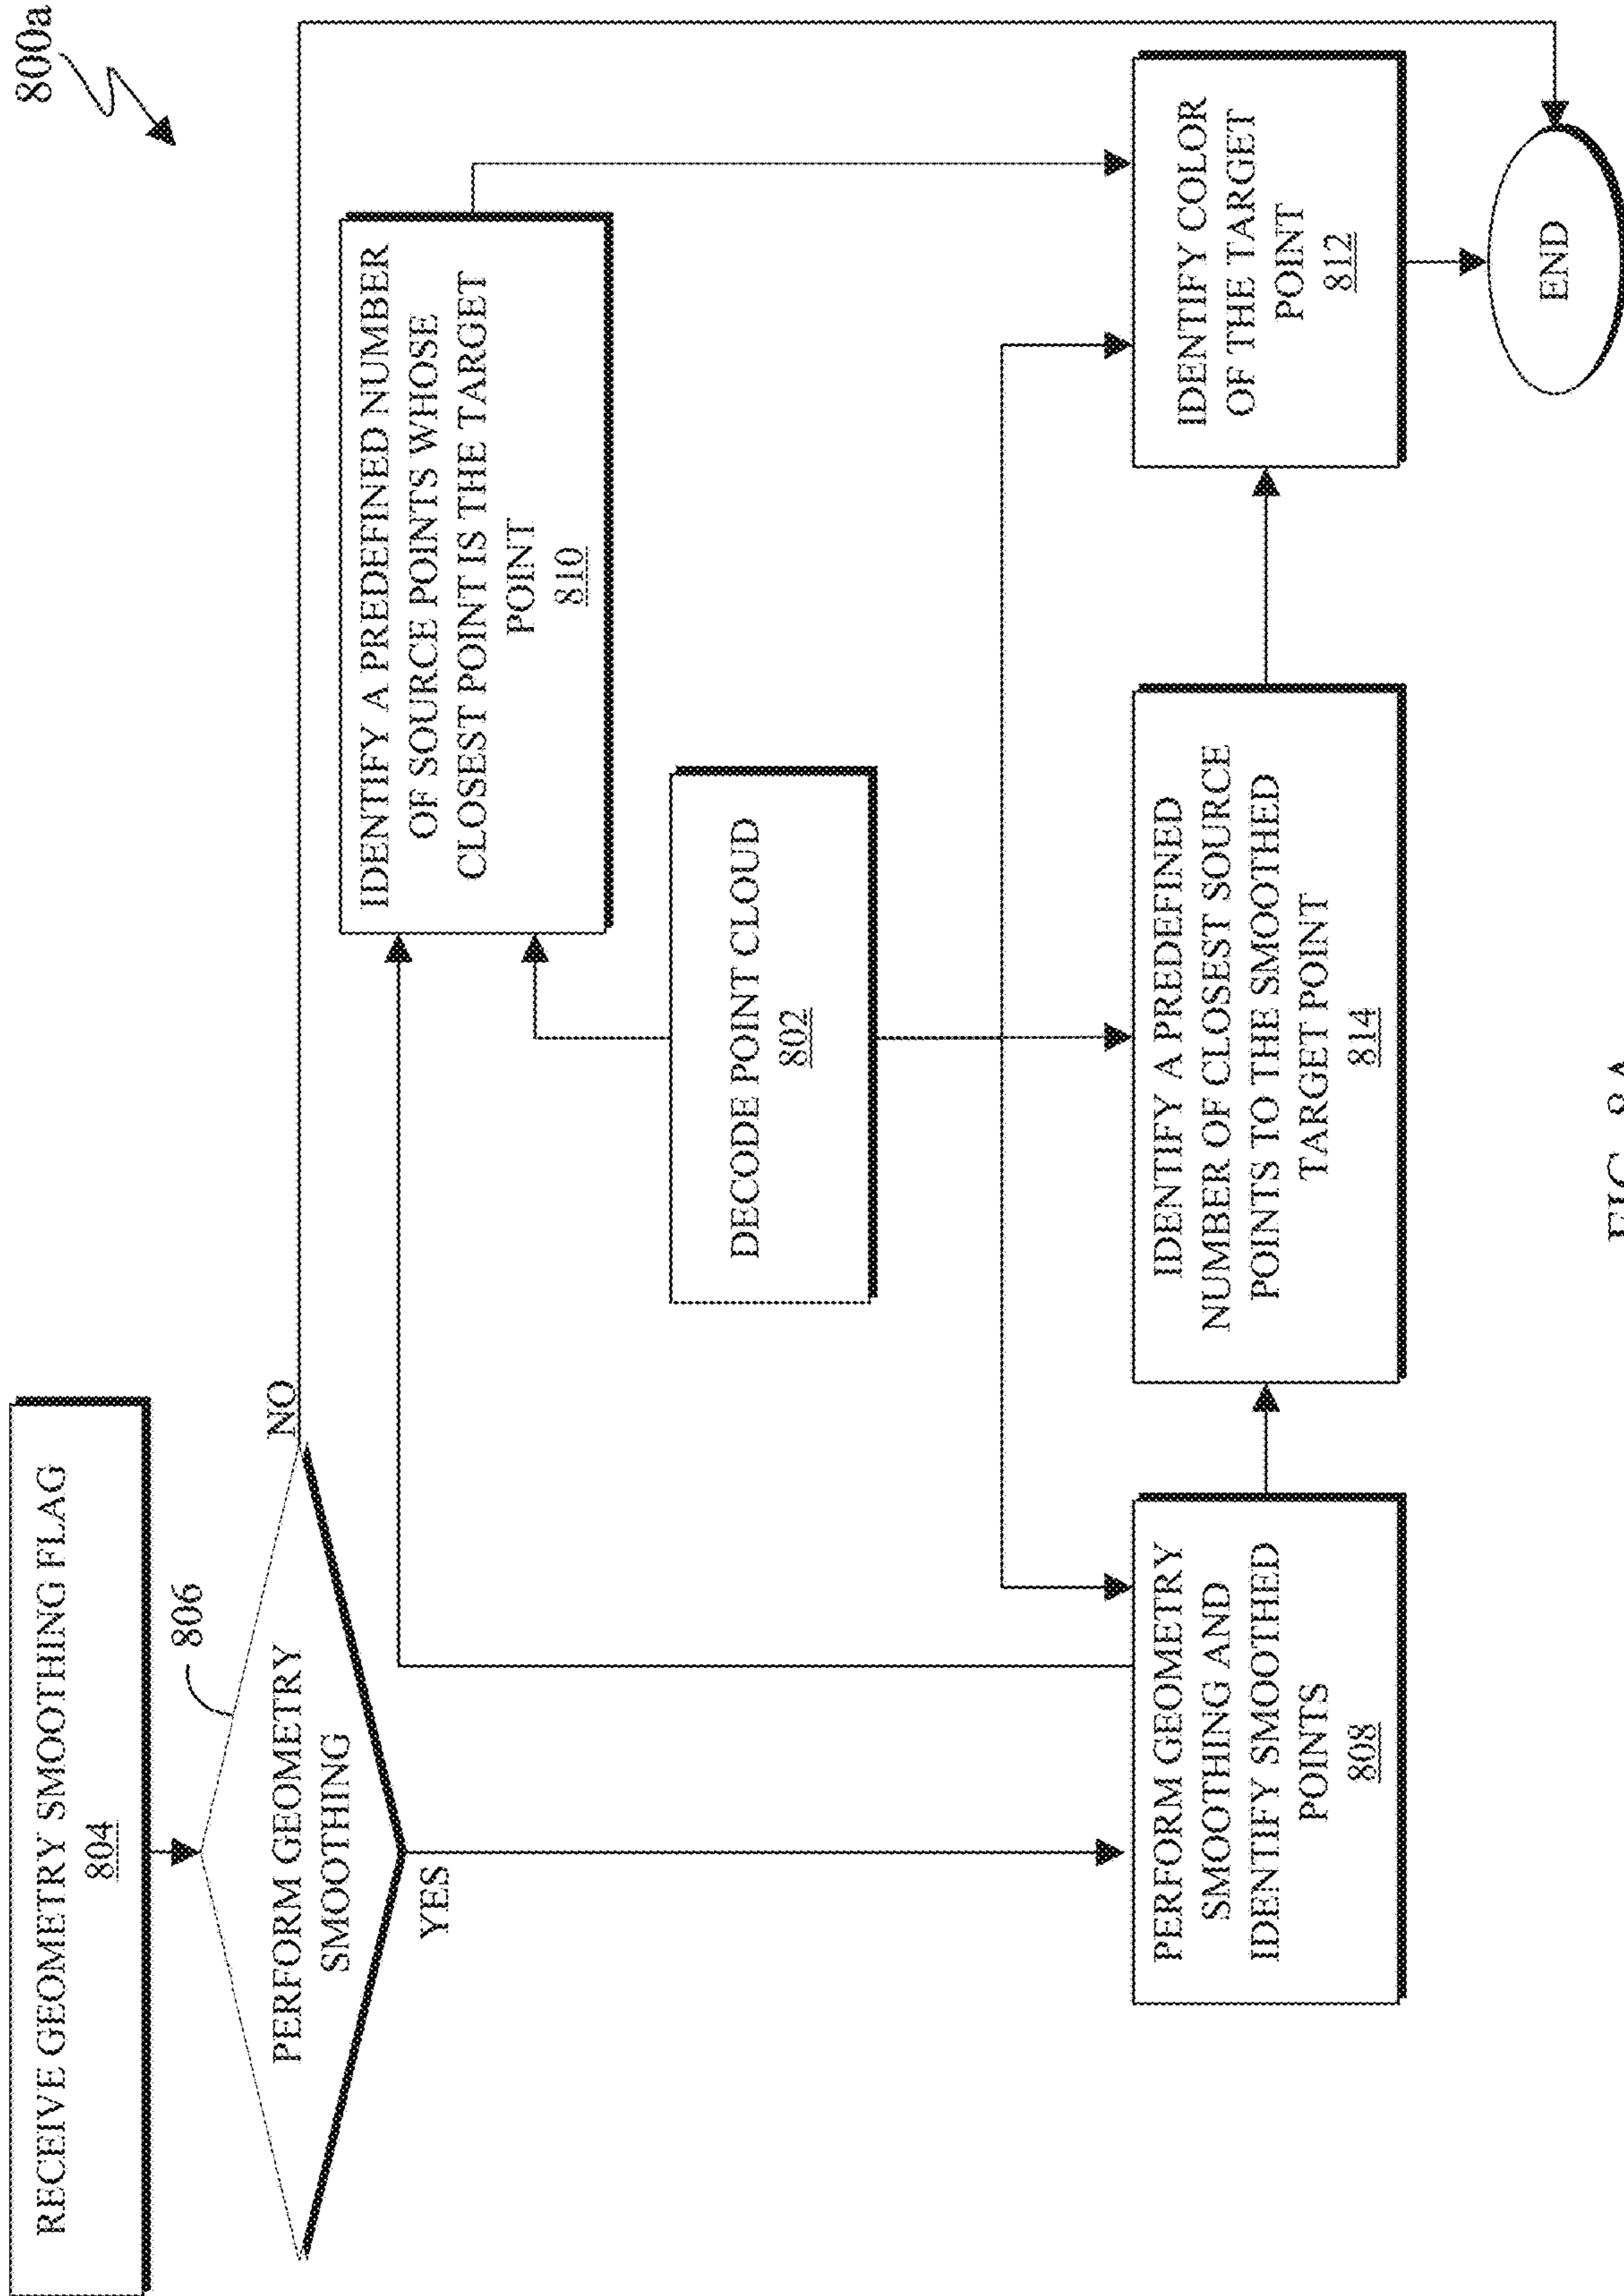 800a
RECEIVE GEOMETRY SMOOTHING FLAG
804
806
PERFORM GEOMETRY
SMOOTHING
NO
YES
IDENTIFY A PREDEFINED NUMBER
OF SOURCE POINTS WHOSE
CLOSEST POINT IS THE TARGET
POINT
810
DECODE POINT CLOUD
802
PERFORM GEOMETRY
SMOOTHING AND
IDENTIFY SMOOTHED
POINTS
808
IDENTIFY A PREDEFINED
NUMBER OF CLOSEST SOURCE
POINTS TO THE SMOOTHED
TARGET POINT
814
IDENTIFY COLOR
OF THE TARGET
POINT
812
END
FIG. 8A